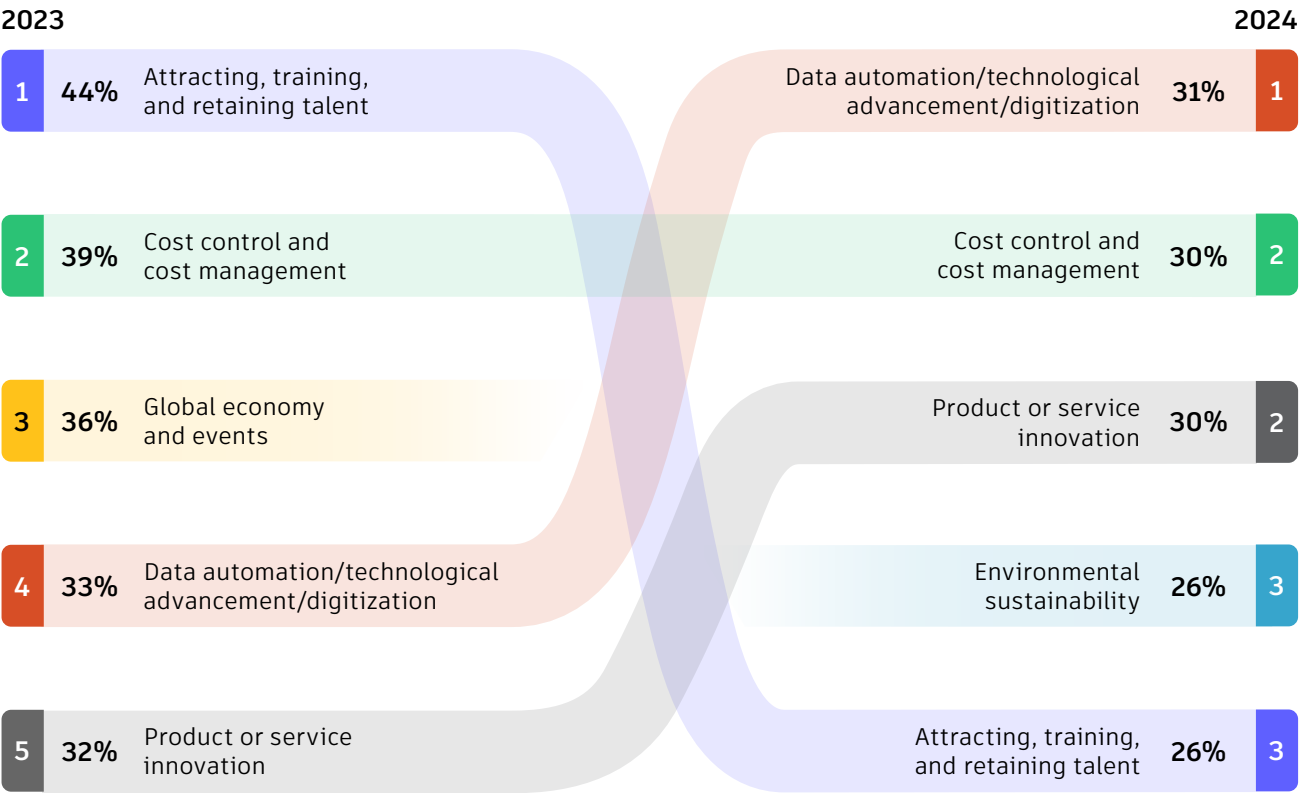 2023
2024
1 44% Attracting, training,
and retaining talent
Data automation/technological
advancement/digitization 31% 1
2 39% Cost control and
cost management
Cost control and
cost management 30% 2
3 36% Global economy
and events
Product or service
innovation 30% 2
4 33% Data automation/technological
advancement/digitization
Environmental
sustainability 26% 3
5 32% Product or service
innovation
Attracting, training,
and retaining talent 26% 3